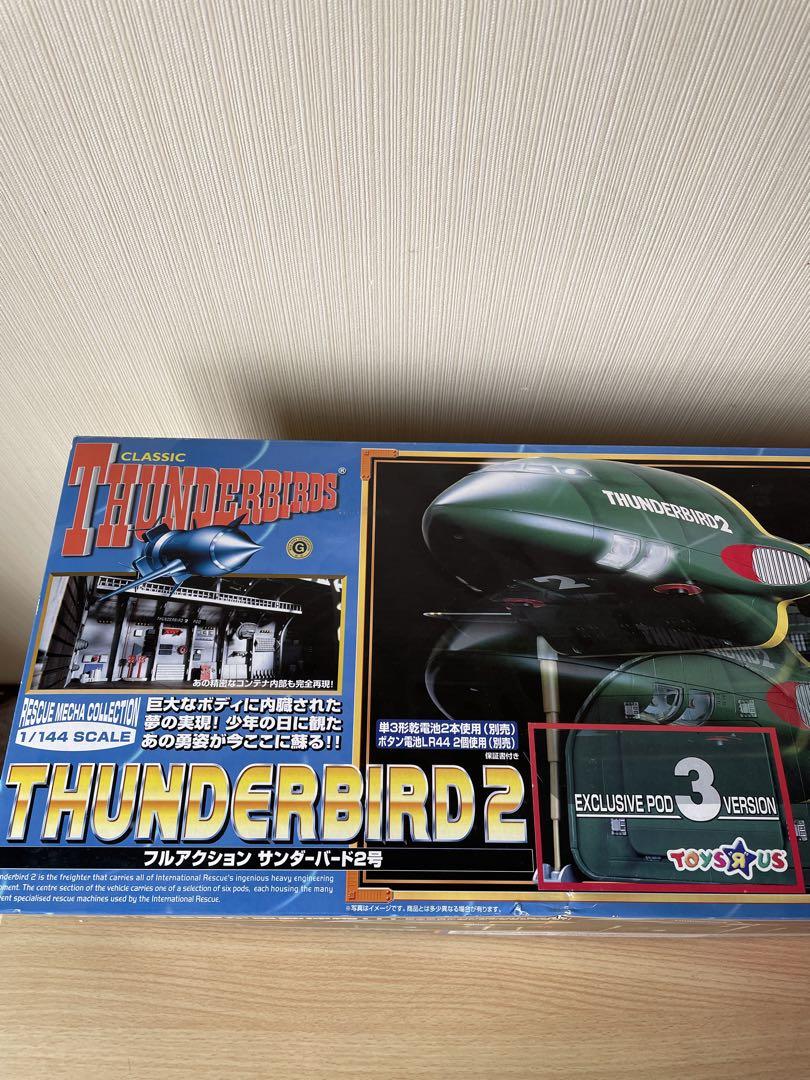 CLASSIC
THUNDERBIRDS®
G
THUNDERBIRD 2 POD
あの精密なコンテナ内部も完全再現!
RESCUE MECHA COLLECTION
1/144 SCALE
巨大なボディに内臓された
夢の実現! 少年の日に観た
あの勇姿が今ここに蘇る!!
THUNDERBIRD 2
フルアクション サンダーバード2号
nderbird 2 is the freighter that carries all of International Rescue's ingenious heavy engineering
pment. The centre section of the vehicle carries one of a selection of six pods, each housing the many
ent specialised rescue machines used by the International Rescue.
THUNDERBIRD 2
2
THUNDERBIRD 2
単3形乾電池2本使用(別売)
ボタン電池LR44 2個使用(別売)
保証書付き
EXCLUSIVE POD 3 VERSION
TOYS R US
※写真はイメージです。商品とは多少異なる場合が有ります。